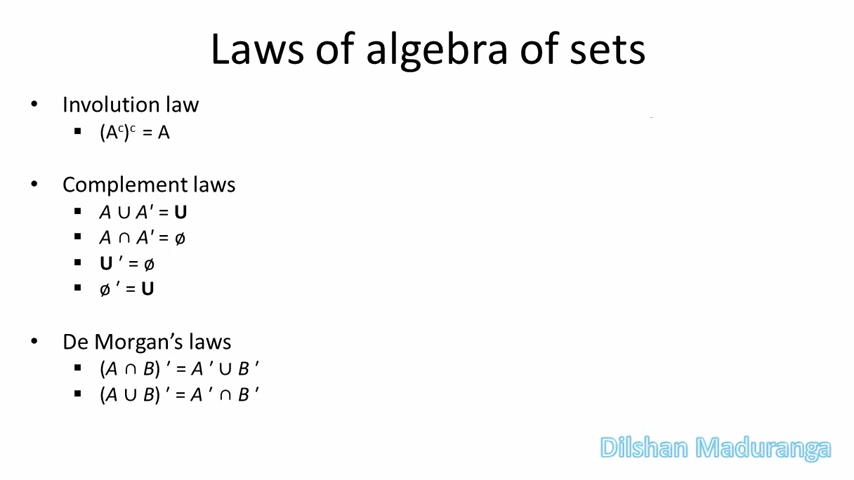 Laws of algebra of sets
• Involution law
▪ (Aᶜ)ᶜ = A
• Complement laws
▪ A ∪ A′ = U
▪ A ∩ A′ = ø
▪ U ′ = ø
▪ ø ′ = U
• De Morgan’s laws
▪ (A ∩ B) ′ = A ′ ∪ B ′
▪ (A ∪ B) ′ = A ′ ∩ B ′
Dilshan Maduranga